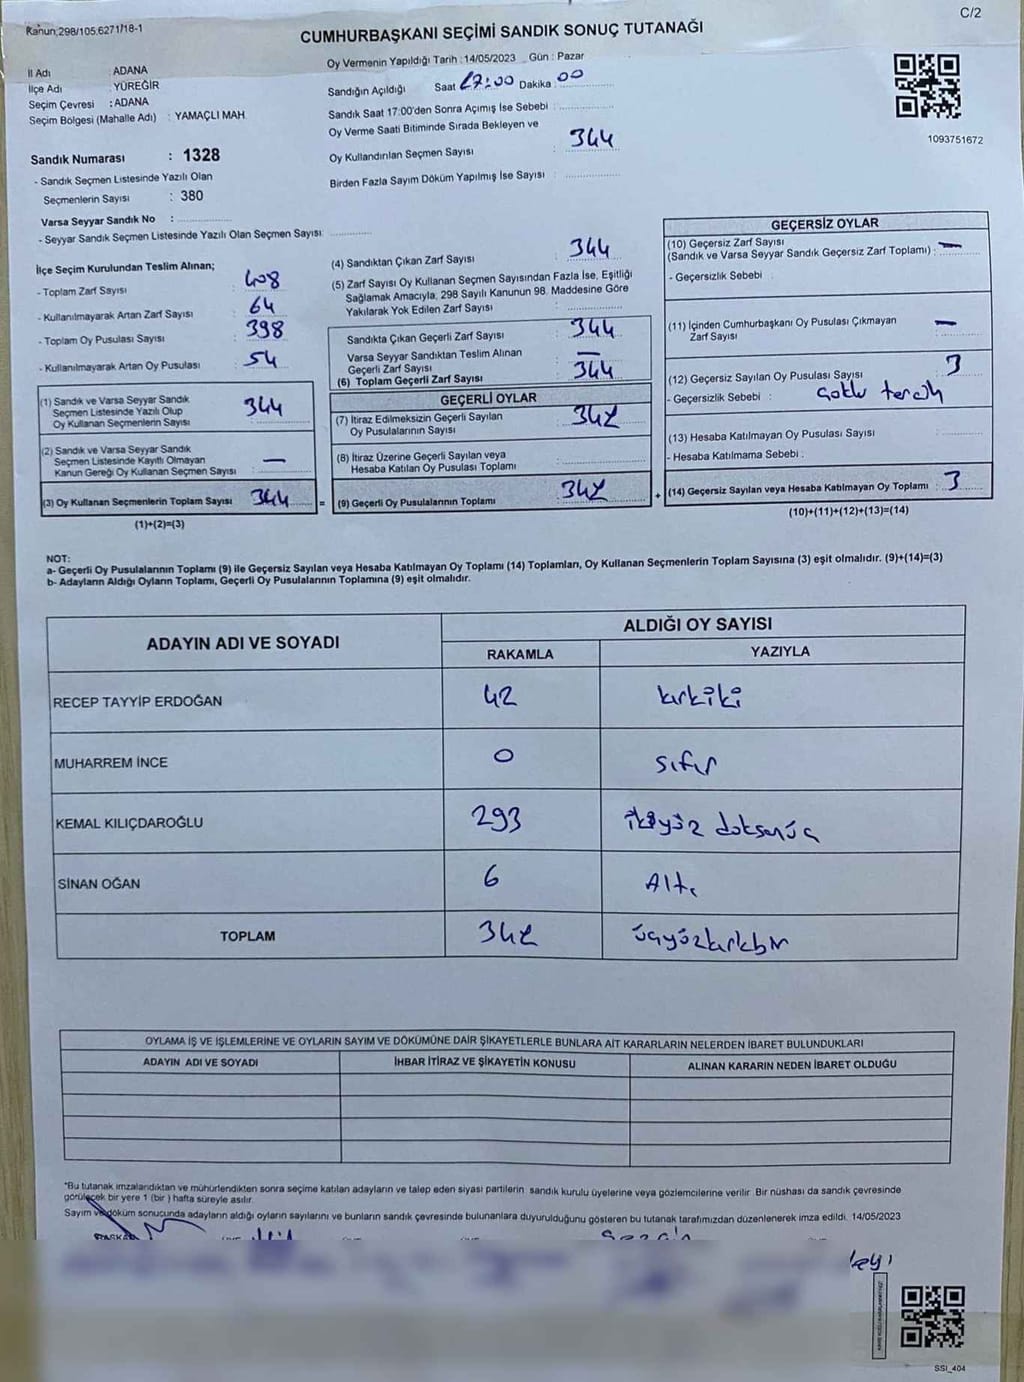 Kanun;298/105.6271/18-1
C/2
CUMHURBAŞKANI SEÇİMİ SANDIK SONUÇ TUTANAĞI
İl Adı : ADANA
İlçe Adı : YÜREĞİR
Seçim Çevresi : ADANA
Seçim Bölgesi (Mahalle Adı) : YAMAÇLI MAH
Sandık Numarası : 1328
- Sandık Seçmen Listesinde Yazılı Olan
Seçmenlerin Sayısı : 380
Varsa Seyyar Sandık No :
- Seyyar Sandık Seçmen Listesinde Yazılı Olan Seçmen Sayısı:
Oy Vermenin Yapıldığı Tarih :14/05/2023 Gün : Pazar
Sandığın Açıldığı Saat 17:00 Dakika 00
Sandık Saat 17:00'den Sonra Açımış İse Sebebi :
Oy Verme Saati Bitiminde Sırada Bekleyen ve
Oy Kullandırılan Seçmen Sayısı : 344
Birden Fazla Sayım Döküm Yapılmış İse Sayısı :
1093751672
İlçe Seçim Kurulundan Teslim Alınan;
- Toplam Zarf Sayısı : 408
- Kullanılmayarak Artan Zarf Sayısı : 64
- Toplam Oy Pusulası Sayısı : 398
- Kullanılmayarak Artan Oy Pusulası : 54
(1) Sandık ve Varsa Seyyar Sandık
Seçmen Listesinde Yazılı Olup
Oy Kullanan Seçmenlerin Sayısı : 344
(2) Sandık ve Varsa Seyyar Sandık
Seçmen Listesinde Kayıtlı Olmayan
Kanun Gereği Oy Kullanan Seçmen Sayısı : —
(3) Oy Kullanan Seçmenlerin Toplam Sayısı : 344 =
(1)+(2)=(3)
(4) Sandıktan Çıkan Zarf Sayısı : 344
(5) Zarf Sayısı Oy Kullanan Seçmen Sayısından Fazla İse, Eşitliği
Sağlamak Amacıyla, 298 Sayılı Kanunun 98. Maddesine Göre
Yakılarak Yok Edilen Zarf Sayısı :
Sandıkta Çıkan Geçerli Zarf Sayısı : 344
Varsa Seyyar Sandıktan Teslim Alınan
Geçerli Zarf Sayısı : —
(6) Toplam Geçerli Zarf Sayısı : 344
GEÇERLİ OYLAR
(7) İtiraz Edilmeksizin Geçerli Sayılan
Oy Pusulalarının Sayısı : 341
(8) İtiraz Üzerine Geçerli Sayılan veya
Hesaba Katılan Oy Pusulası Toplamı :
(9) Geçerli Oy Pusulalarının Toplamı : 341 +
GEÇERSİZ OYLAR
(10) Geçersiz Zarf Sayısı
(Sandık ve Varsa Seyyar Sandık Geçersiz Zarf Toplamı) : —
- Geçersizlik Sebebi :
(11) İçinden Cumhurbaşkanı Oy Pusulası Çıkmayan
Zarf Sayısı : —
(12) Geçersiz Sayılan Oy Pusulası Sayısı : 3
- Geçersizlik Sebebi : çoklu tercih
(13) Hesaba Katılmayan Oy Pusulası Sayısı :
- Hesaba Katılmama Sebebi :
(14) Geçersiz Sayılan veya Hesaba Katılmayan Oy Toplamı : 3
(10)+(11)+(12)+(13)=(14)
NOT:
a- Geçerli Oy Pusulalarının Toplamı (9) ile Geçersiz Sayılan veya Hesaba Katılmayan Oy Toplamı (14) Toplamları, Oy Kullanan Seçmenlerin Toplam Sayısına (3) eşit olmalıdır. (9)+(14)=(3)
b- Adayların Aldığı Oyların Toplamı, Geçerli Oy Pusulalarının Toplamına (9) eşit olmalıdır.
ADAYIN ADI VE SOYADI ALDIĞI OY SAYISI
RAKAMLA YAZIYLA
RECEP TAYYİP ERDOĞAN 42 kırkiki
MUHARREM İNCE 0 sıfır
KEMAL KILIÇDAROĞLU 293 ikiyüz doksanüç
SİNAN OĞAN 6 Altı
TOPLAM 341 üçyüzkırkbir
OYLAMA İŞ VE İŞLEMLERİNE VE OYLARIN SAYIM VE DÖKÜMÜNE DAİR ŞİKAYETLERLE BUNLARA AİT KARARLARIN NELERDEN İBARET BULUNDUKLARI
ADAYIN ADI VE SOYADI İHBAR İTİRAZ VE ŞİKAYETİN KONUSU ALINAN KARARIN NEDEN İBARET OLDUĞU
"Bu tutanak imzalandıktan ve mühürlendikten sonra seçime katılan adayların ve talep eden siyasi partilerin sandık kurulu üyelerine veya gözlemcilerine verilir. Bir nüshası da sandık çevresinde
görülecek bir yere 1 (bir ) hafta süreyle asılır.
Sayım ve döküm sonucunda adayların aldığı oyların sayılarını ve bunların sandık çevresinde bulunanlara duyurulduğunu gösteren bu tutanak tarafımızdan düzenlenerek imza edildi. 14/05/2023
SSI_404